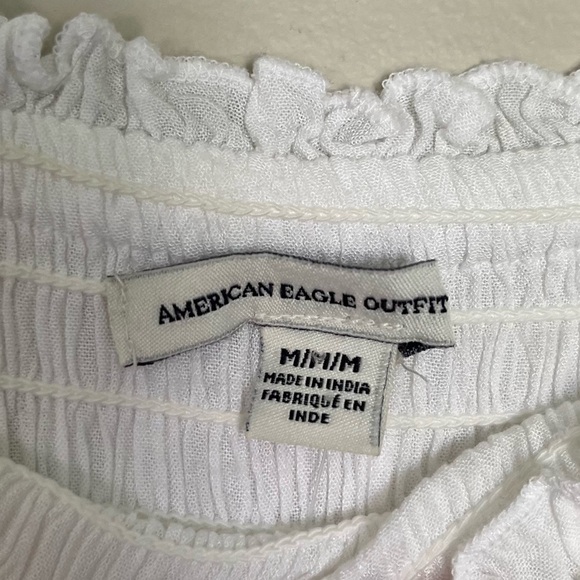 AMERICAN EAGLE OUTFIT
M/M/M
MADE IN INDIA
FABRIQUÉ EN
INDE